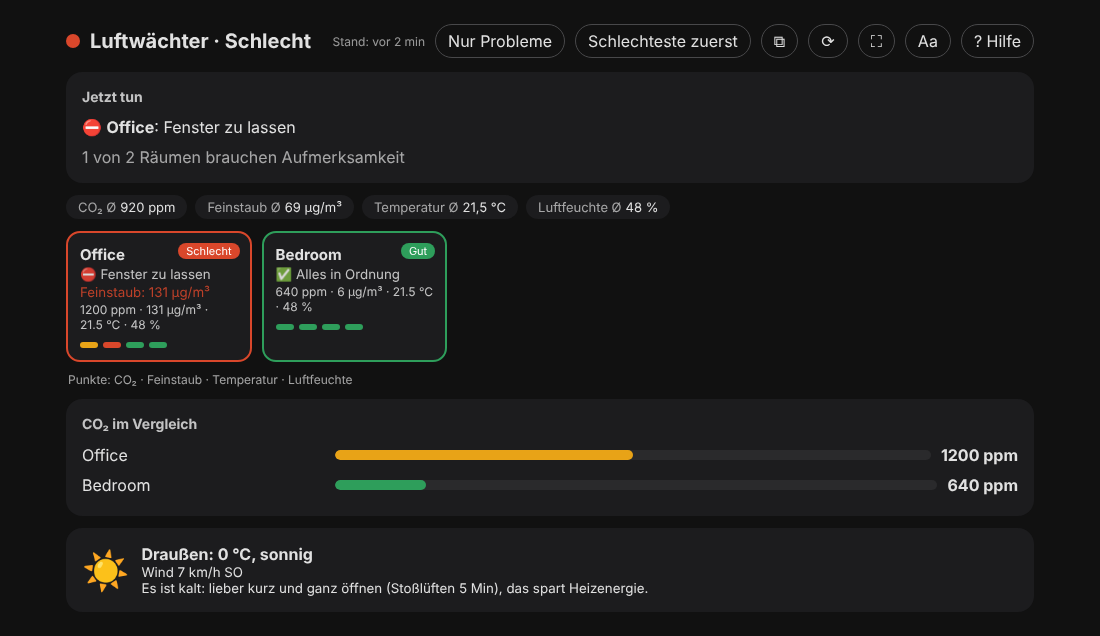 Luftwächter · Schlecht
Stand: vor 2 min
Nur Probleme
Schlechteste zuerst
Aa
? Hilfe
Jetzt tun
⛔ Office: Fenster zu lassen
1 von 2 Räumen brauchen Aufmerksamkeit
CO₂ Ø 920 ppm
Feinstaub Ø 69 µg/m³
Temperatur Ø 21,5 °C
Luftfeuchte Ø 48 %
Office
Schlecht
⛔ Fenster zu lassen
Feinstaub: 131 µg/m³
1200 ppm · 131 µg/m³ ·
21.5 °C · 48 %
Bedroom
Gut
✅ Alles in Ordnung
640 ppm · 6 µg/m³ · 21.5 °C
· 48 %
Punkte: CO₂ · Feinstaub · Temperatur · Luftfeuchte
CO₂ im Vergleich
Office
1200 ppm
Bedroom
640 ppm
Draußen: 0 °C, sonnig
Wind 7 km/h SO
Es ist kalt: lieber kurz und ganz öffnen (Stoßlüften 5 Min), das spart Heizenergie.